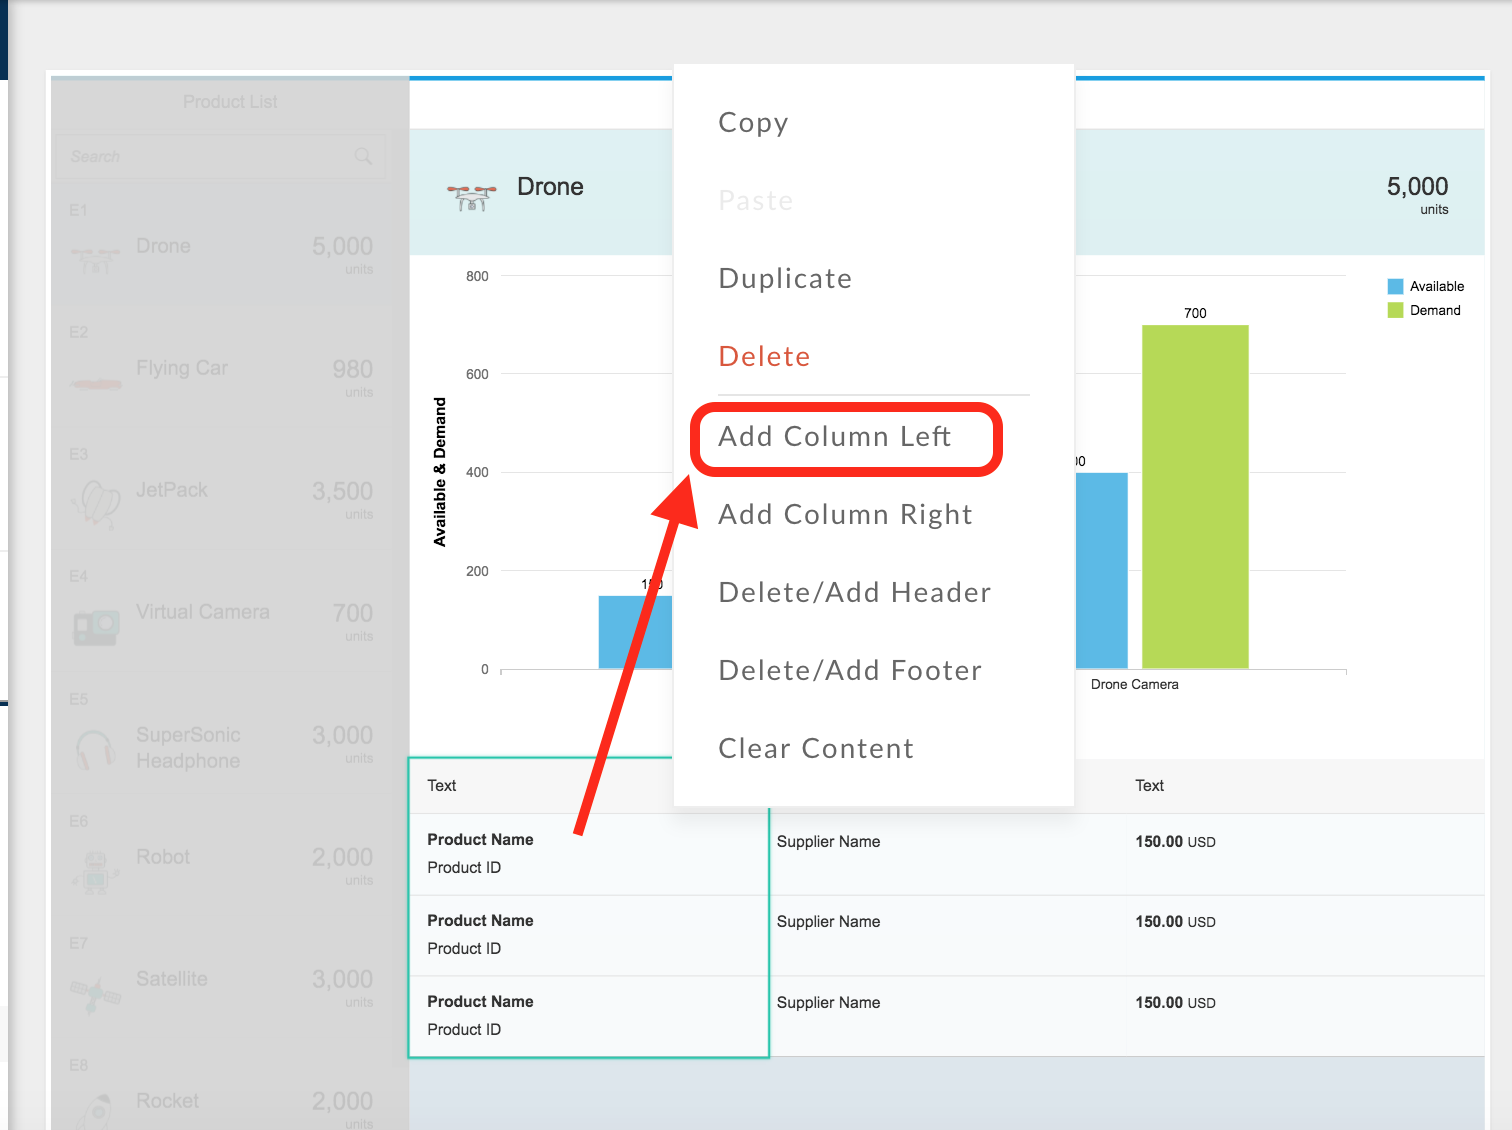 Product List
Search
E1
Drone
5,000
units
E2
Flying Car
980
units
E3
JetPack
3,500
units
E4
Virtual Camera
700
units
E5
SuperSonic
Headphone
3,000
units
E6
Robot
2,000
units
E7
Satellite
3,000
units
E8
Rocket
2,000
units
Drone
5,000
units
Available & Demand
800
600
400
200
0
700
Available
Demand
Drone Camera
Copy
Paste
Duplicate
Delete
Add Column Left
Add Column Right
Delete/Add Header
Delete/Add Footer
Clear Content
Text
Text
Product Name
Product ID
Supplier Name
150.00 USD
Product Name
Product ID
Supplier Name
150.00 USD
Product Name
Product ID
Supplier Name
150.00 USD